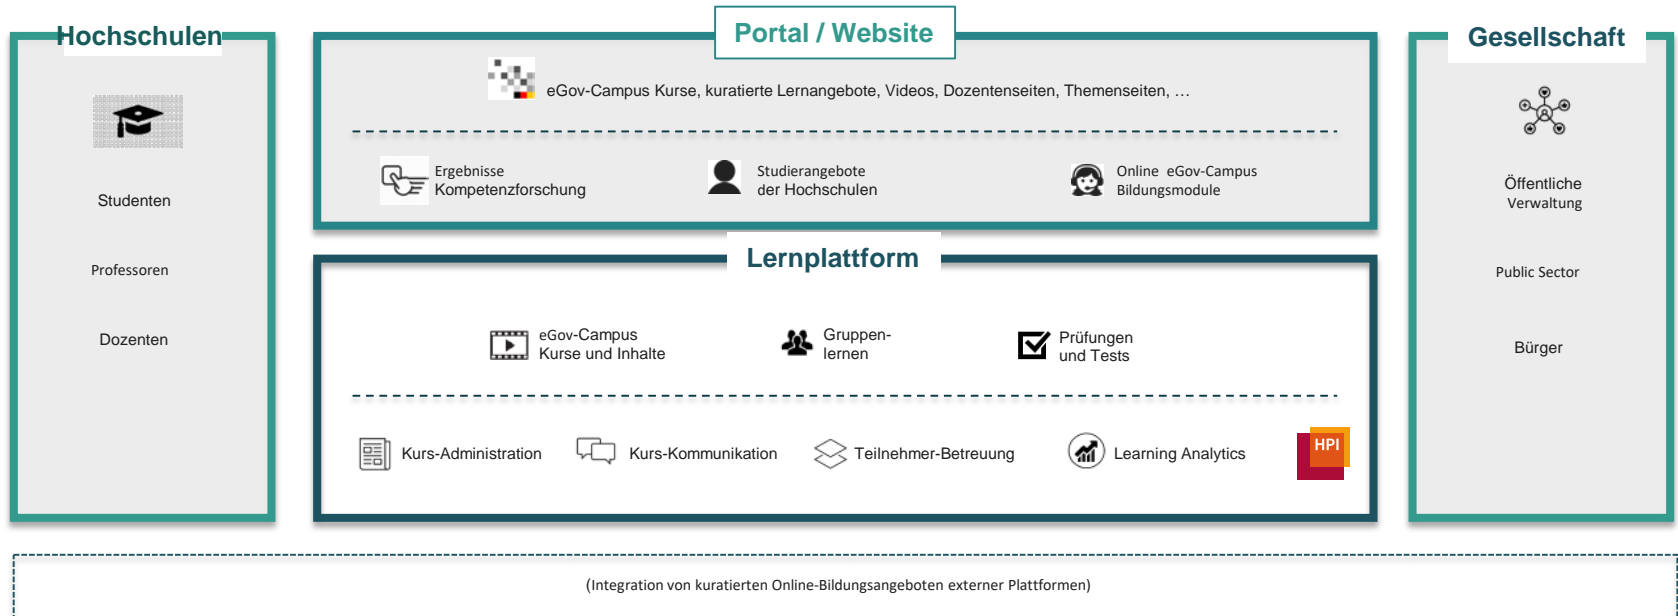 Hochschulen
Studenten
Professoren
Dozenten
Portal / Website
eGov-Campus Kurse, kuratierte Lernangebote, Videos, Dozentenseiten, Themenseiten, …
Ergebnisse
Kompetenzforschung
Studierangebote
der Hochschulen
Online eGov-Campus
Bildungsmodule
Lernplattform
eGov-Campus
Kurse und Inhalte
Gruppen-
lernen
Prüfungen
und Tests
Kurs-Administration
Kurs-Kommunikation
Teilnehmer-Betreuung
Learning Analytics
HPI
Gesellschaft
Öffentliche
Verwaltung
Public Sector
Bürger
(Integration von kuratierten Online-Bildungsangeboten externer Plattformen)